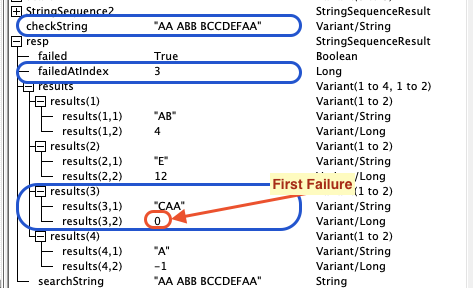 StringSequence2 StringSequenceResult
checkString "AA ABB BCCDEFAA" Variant/String
resp StringSequenceResult
failed True Boolean
failedAtIndex 3 Long
results Variant(1 to 4, 1 to 2)
results(1) Variant(1 to 2)
results(1,1) "AB" Variant/String
results(1,2) 4 Variant/Long
results(2) Variant(1 to 2)
results(2,1) "E" Variant/String
results(2,2) 12 Variant/Long
First Failure
results(3) (1 to 2)
results(3,1) "CAA" Variant/String
results(3,2) 0 Variant/Long
results(4) Variant(1 to 2)
results(4,1) "A" Variant/String
results(4,2) -1 Variant/Long
searchString "AA ABB BCCDEFAA" String